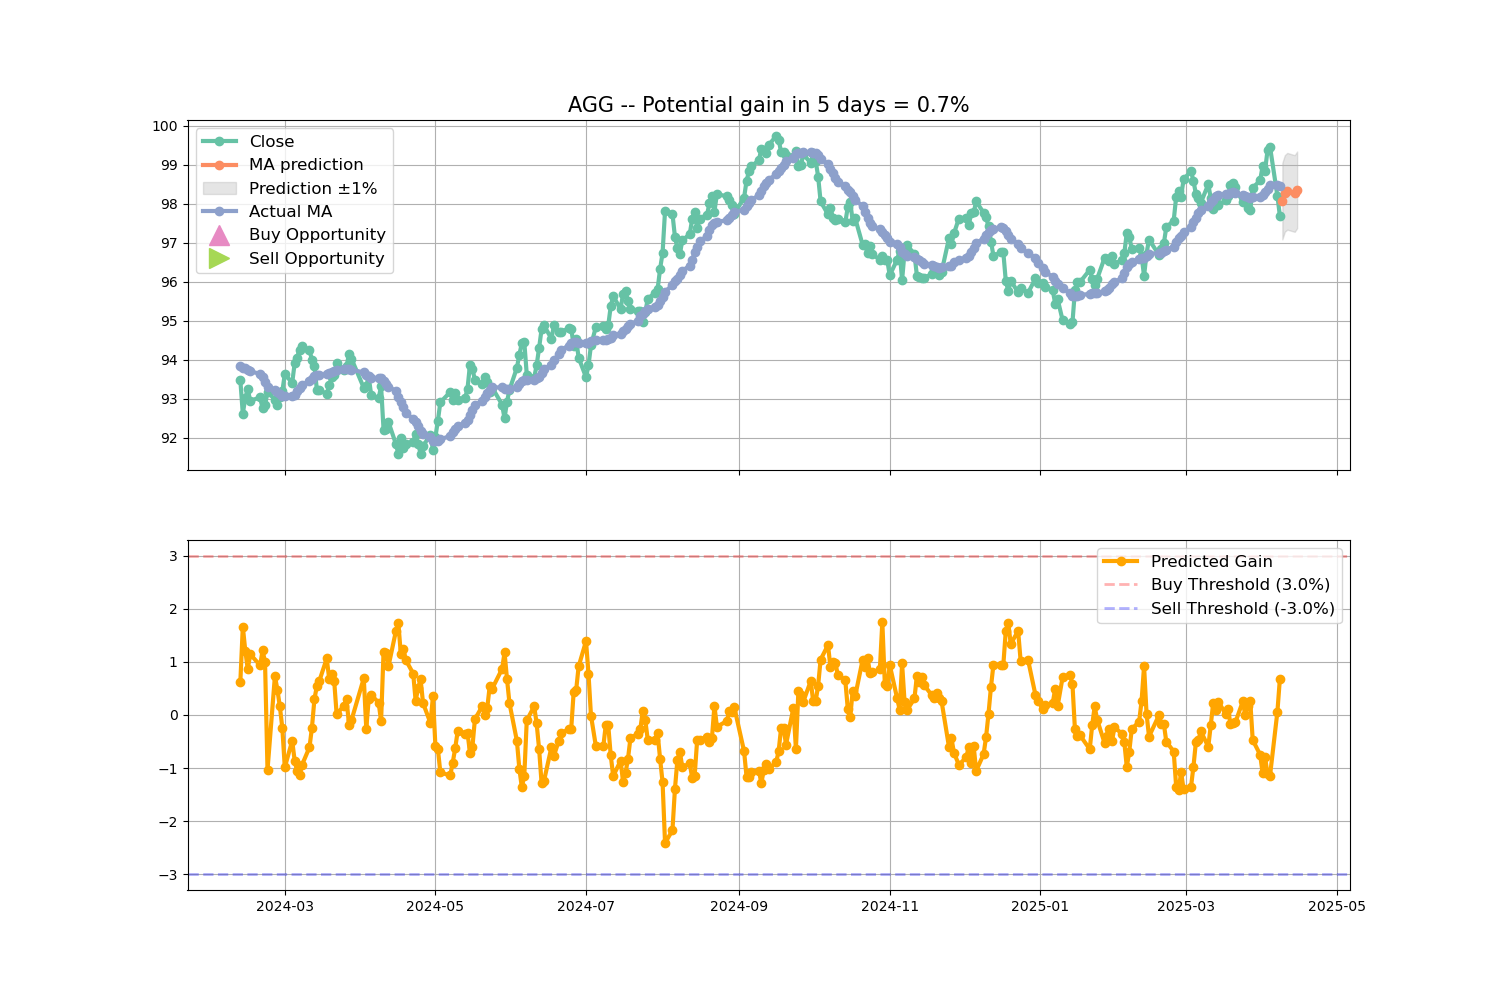 AGG -- Potential gain in 5 days = 0.7%
100
99
98
97
96
95
94
93
92
Close
MA prediction
Prediction ±1%
Actual MA
Buy Opportunity
Sell Opportunity
3
2
1
0
−1
−2
−3
Predicted Gain
Buy Threshold (3.0%)
Sell Threshold (-3.0%)
2024-03
2024-05
2024-07
2024-09
2024-11
2025-01
2025-03
2025-05